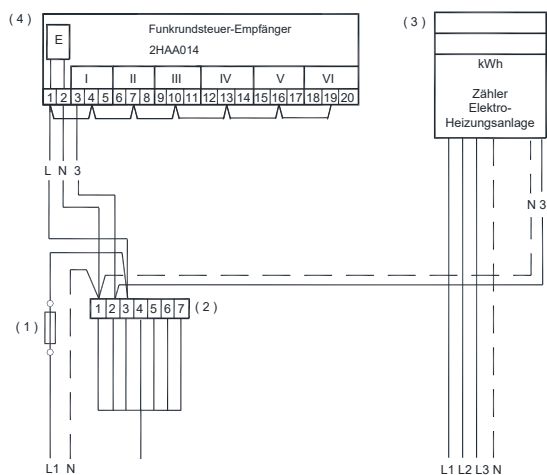 ( 4 )
Funkrundsteuer-Empfänger
2HAA014
E
I II III IV V VI
1 2 3 4 5 6 7 8 9 10 11 12 13 14 15 16 17 18 19 20
( 3 )
kWh
Zähler
Elektro-
Heizungsanlage
L N 3
N 3
1 2 3 4 5 6 7
( 2 )
( 1 )
L1 N
L1 L2 L3 N